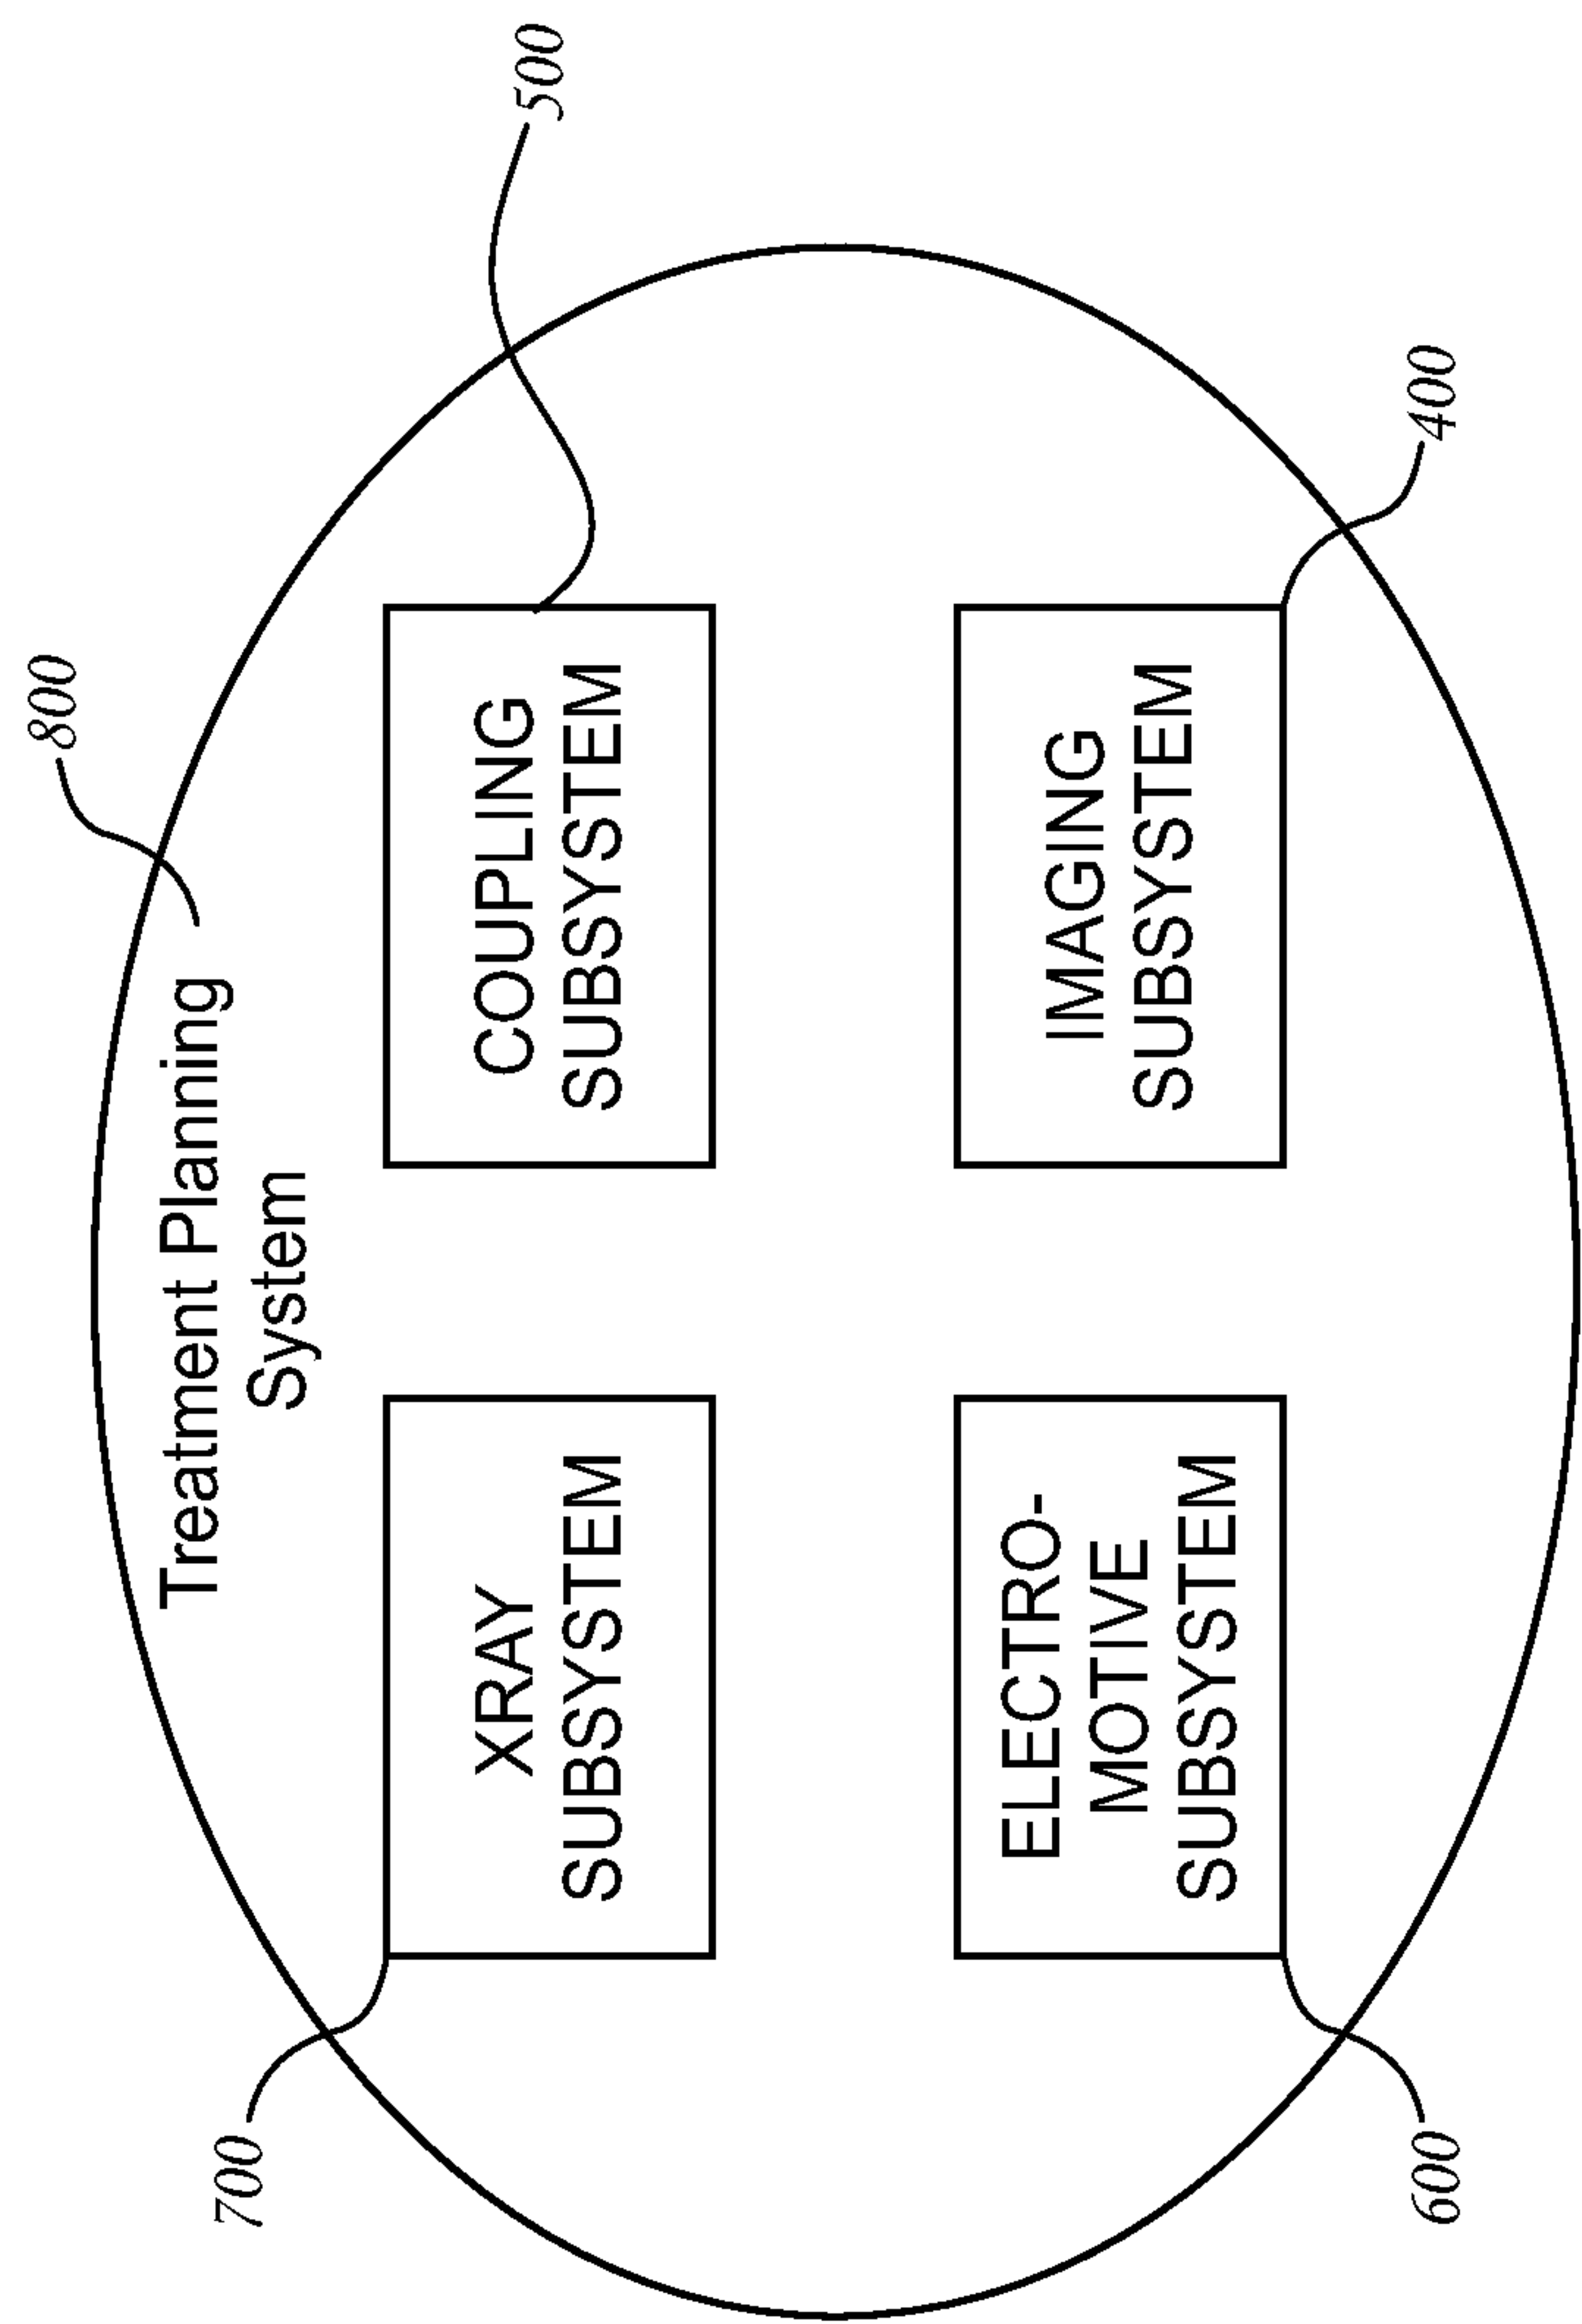 800
500
Treatment Planning
System
700
XRAY
SUBSYSTEM
COUPLING
SUBSYSTEM
ELECTRO-
MOTIVE
SUBSYSTEM
IMAGING
SUBSYSTEM
600
400